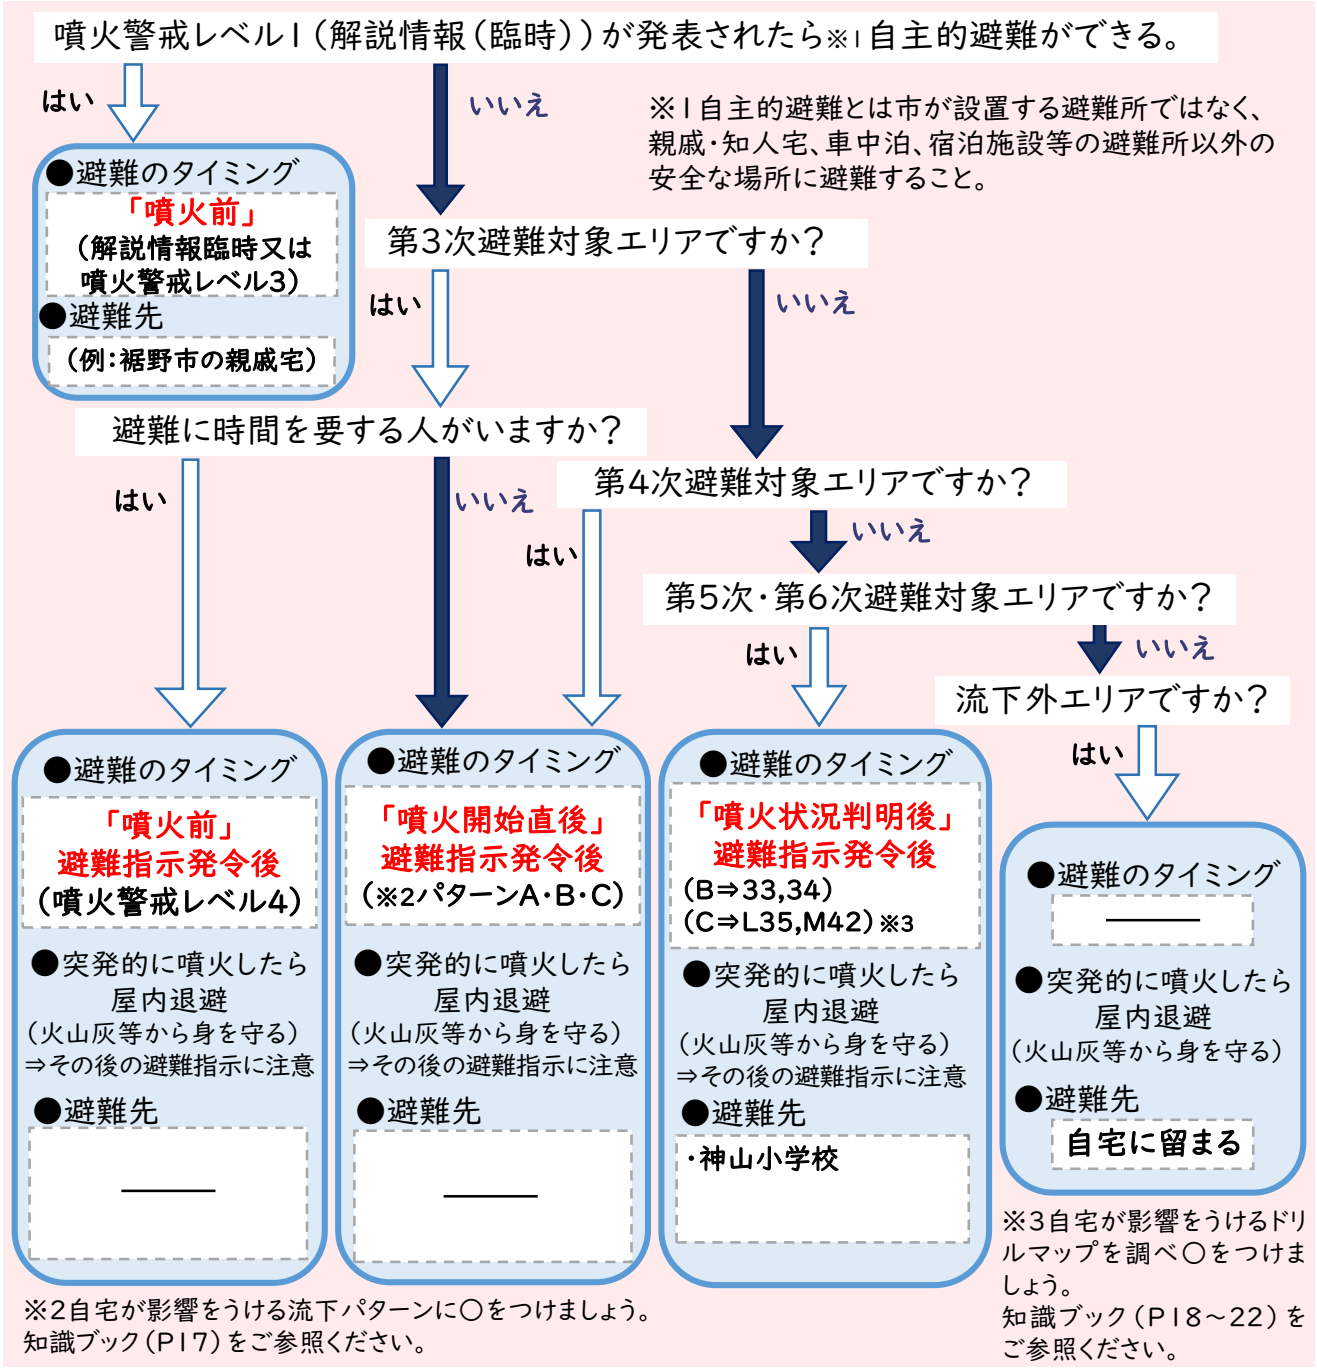 噴火警戒レベル1（解説情報（臨時））が発表されたら※1自主的避難ができる。
はい
いいえ
※1自主的避難とは市が設置する避難所ではなく、
親戚・知人宅、車中泊、宿泊施設等の避難所以外の
安全な場所に避難すること。
●避難のタイミング
「噴火前」
（解説情報臨時又は
噴火警戒レベル3）
●避難先
（例：裾野市の親戚宅）
第3次避難対象エリアですか？
はい
いいえ
避難に時間を要する人がいますか？
はい
いいえ
第4次避難対象エリアですか？
はい
いいえ
第5次・第6次避難対象エリアですか？
はい
いいえ
流下外エリアですか？
はい
●避難のタイミング
「噴火前」
避難指示発令後
（噴火警戒レベル4）
●突発的に噴火したら
屋内退避
（火山灰等から身を守る）
⇒その後の避難指示に注意
●避難先
●避難のタイミング
「噴火開始直後」
避難指示発令後
（※2パターンA・B・C）
●突発的に噴火したら
屋内退避
（火山灰等から身を守る）
⇒その後の避難指示に注意
●避難先
●避難のタイミング
「噴火状況判明後」
避難指示発令後
（B⇒33,34）
（C⇒L35,M42）※3
●突発的に噴火したら
屋内退避
（火山灰等から身を守る）
⇒その後の避難指示に注意
●避難先
・神山小学校
●避難のタイミング
●突発的に噴火したら
屋内退避
（火山灰等から身を守る）
●避難先
自宅に留まる
※2自宅が影響をうける流下パターンに〇をつけましょう。
知識ブック（P17）をご参照ください。
※3自宅が影響をうけるドリ
ルマップを調べ〇をつけま
しょう。
知識ブック（P18～22）を
ご参照ください。